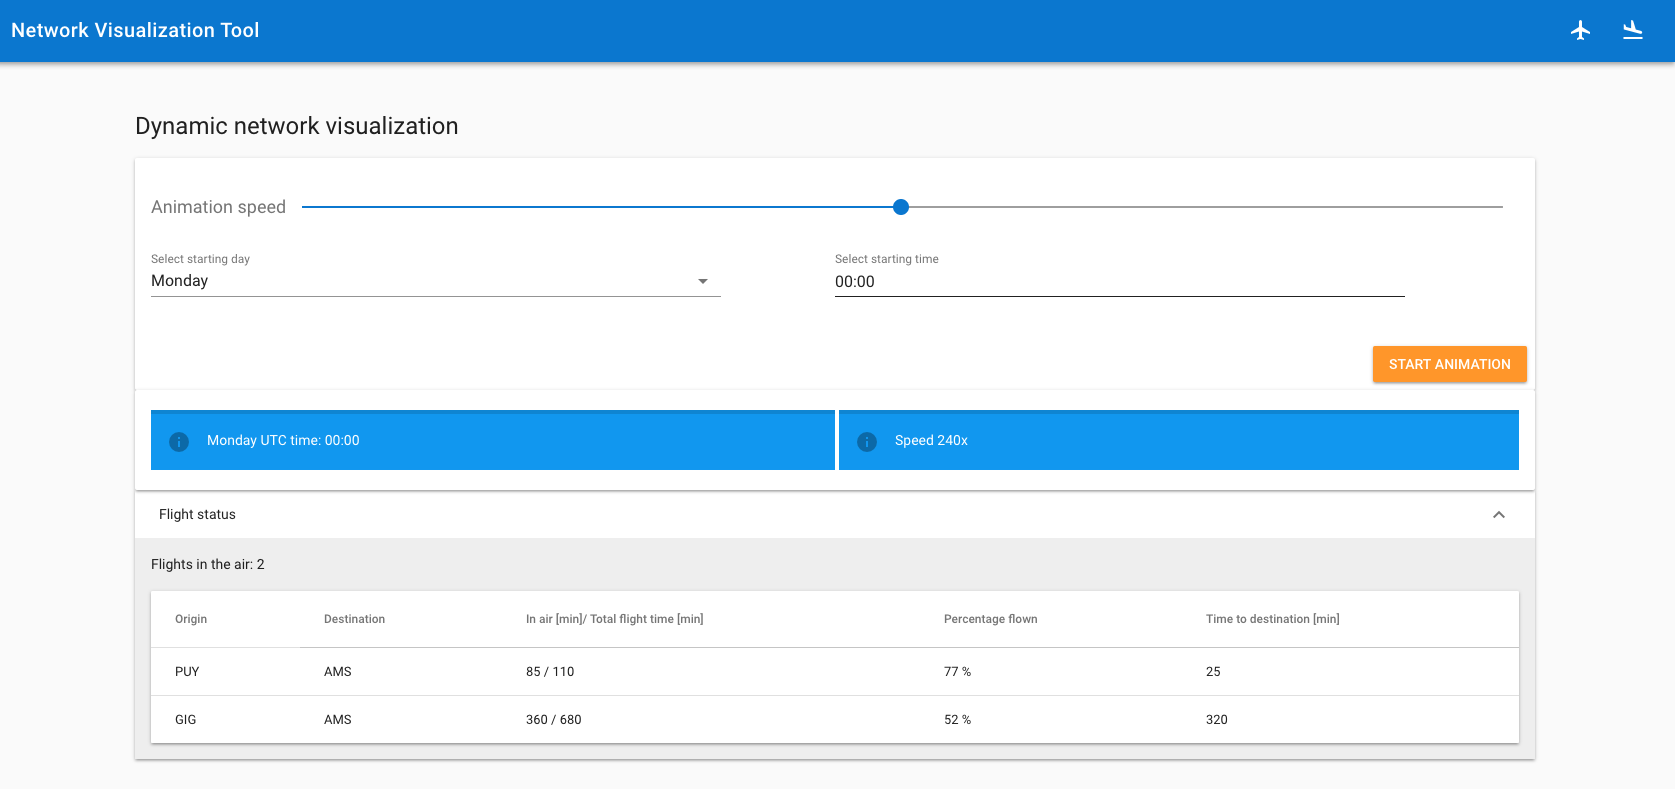 Network Visualization Tool
Dynamic network visualization
Animation speed
Select starting day
Monday
Select starting time
00:00
START ANIMATION
Monday UTC time: 00:00
Speed 240x
Flight status
Flights in the air: 2
Origin Destination In air [min]/ Total flight time [min] Percentage flown Time to destination [min]
PUY AMS 85 / 110 77 % 25
GIG AMS 360 / 680 52 % 320